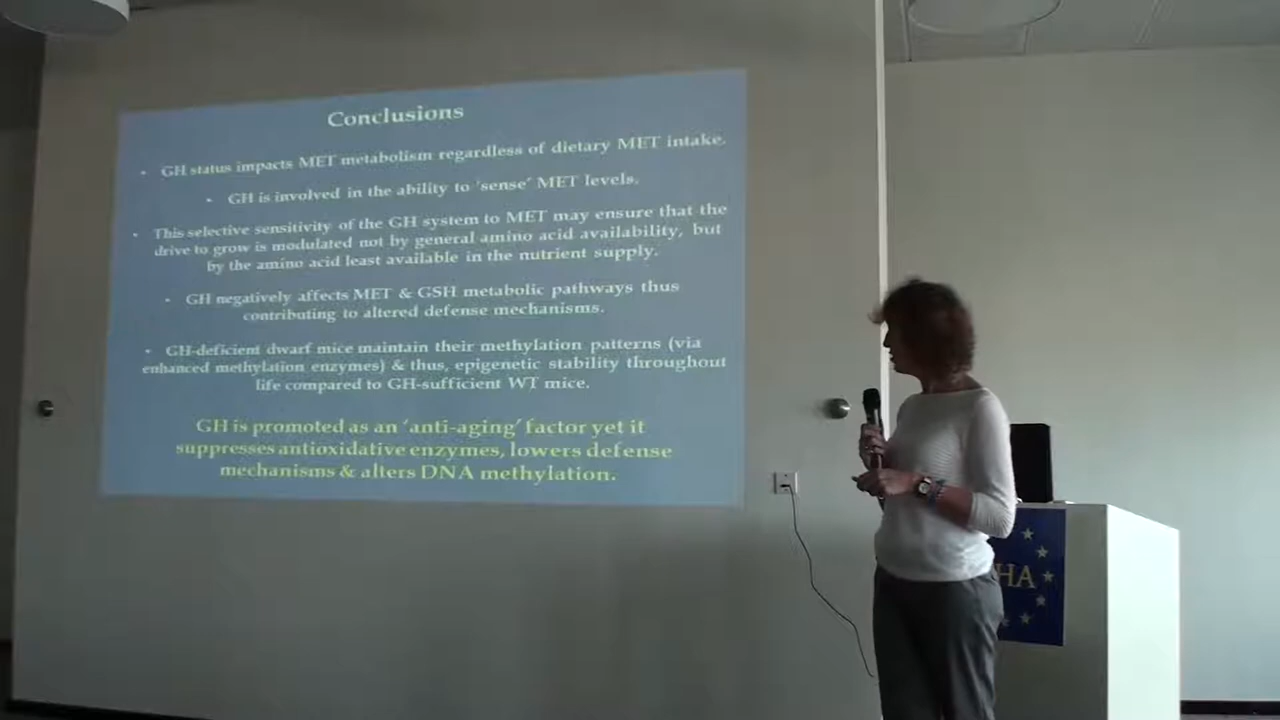 Conclusions
• GH status impacts MET metabolism regardless of dietary MET intake.
• GH is involved in the ability to 'sense' MET levels.
• This selective sensitivity of the GH system to MET may ensure that the
drive to grow is modulated not by general amino acid availability, but
by the amino acid least available in the nutrient supply.
• GH negatively affects MET & GSH metabolic pathways thus
contributing to altered defense mechanisms.
• GH-deficient dwarf mice maintain their methylation patterns (via
enhanced methylation enzymes) & thus, epigenetic stability throughout
life compared to GH-sufficient WT mice.
GH is promoted as an 'anti-aging' factor yet it
suppresses antioxidative enzymes, lowers defense
mechanisms & alters DNA methylation.
HA